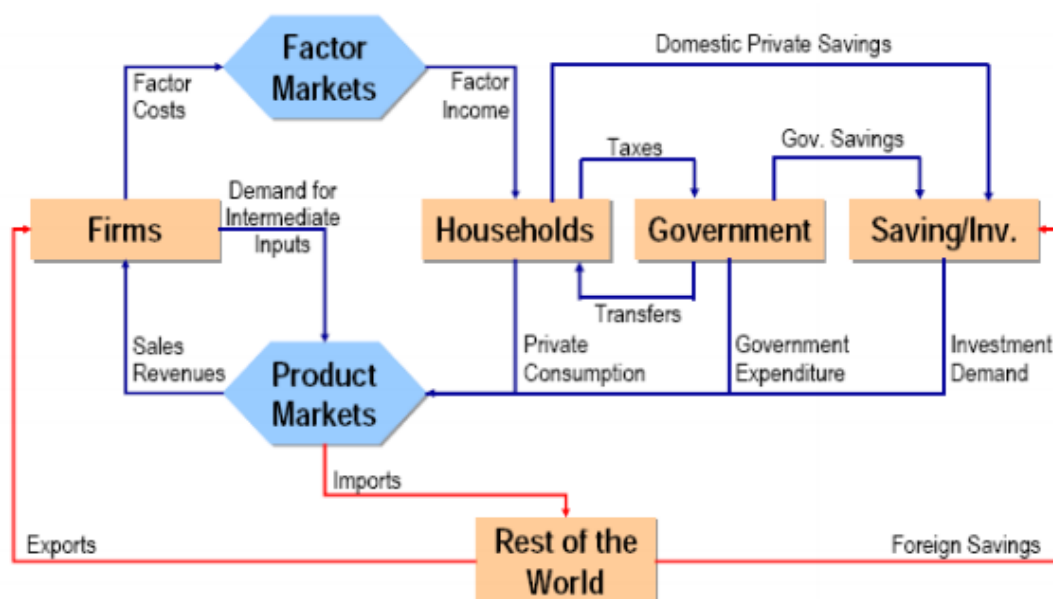 Factor
Markets
Domestic Private Savings
Factor
Costs
Factor
Income
Taxes
Gov. Savings
Demand for
Intermediate
Inputs
Firms
Households
Government
Saving/Inv.
Transfers
Sales
Revenues
Product
Markets
Private
Consumption
Government
Expenditure
Investment
Demand
Imports
Exports
Rest of the
World
Foreign Savings